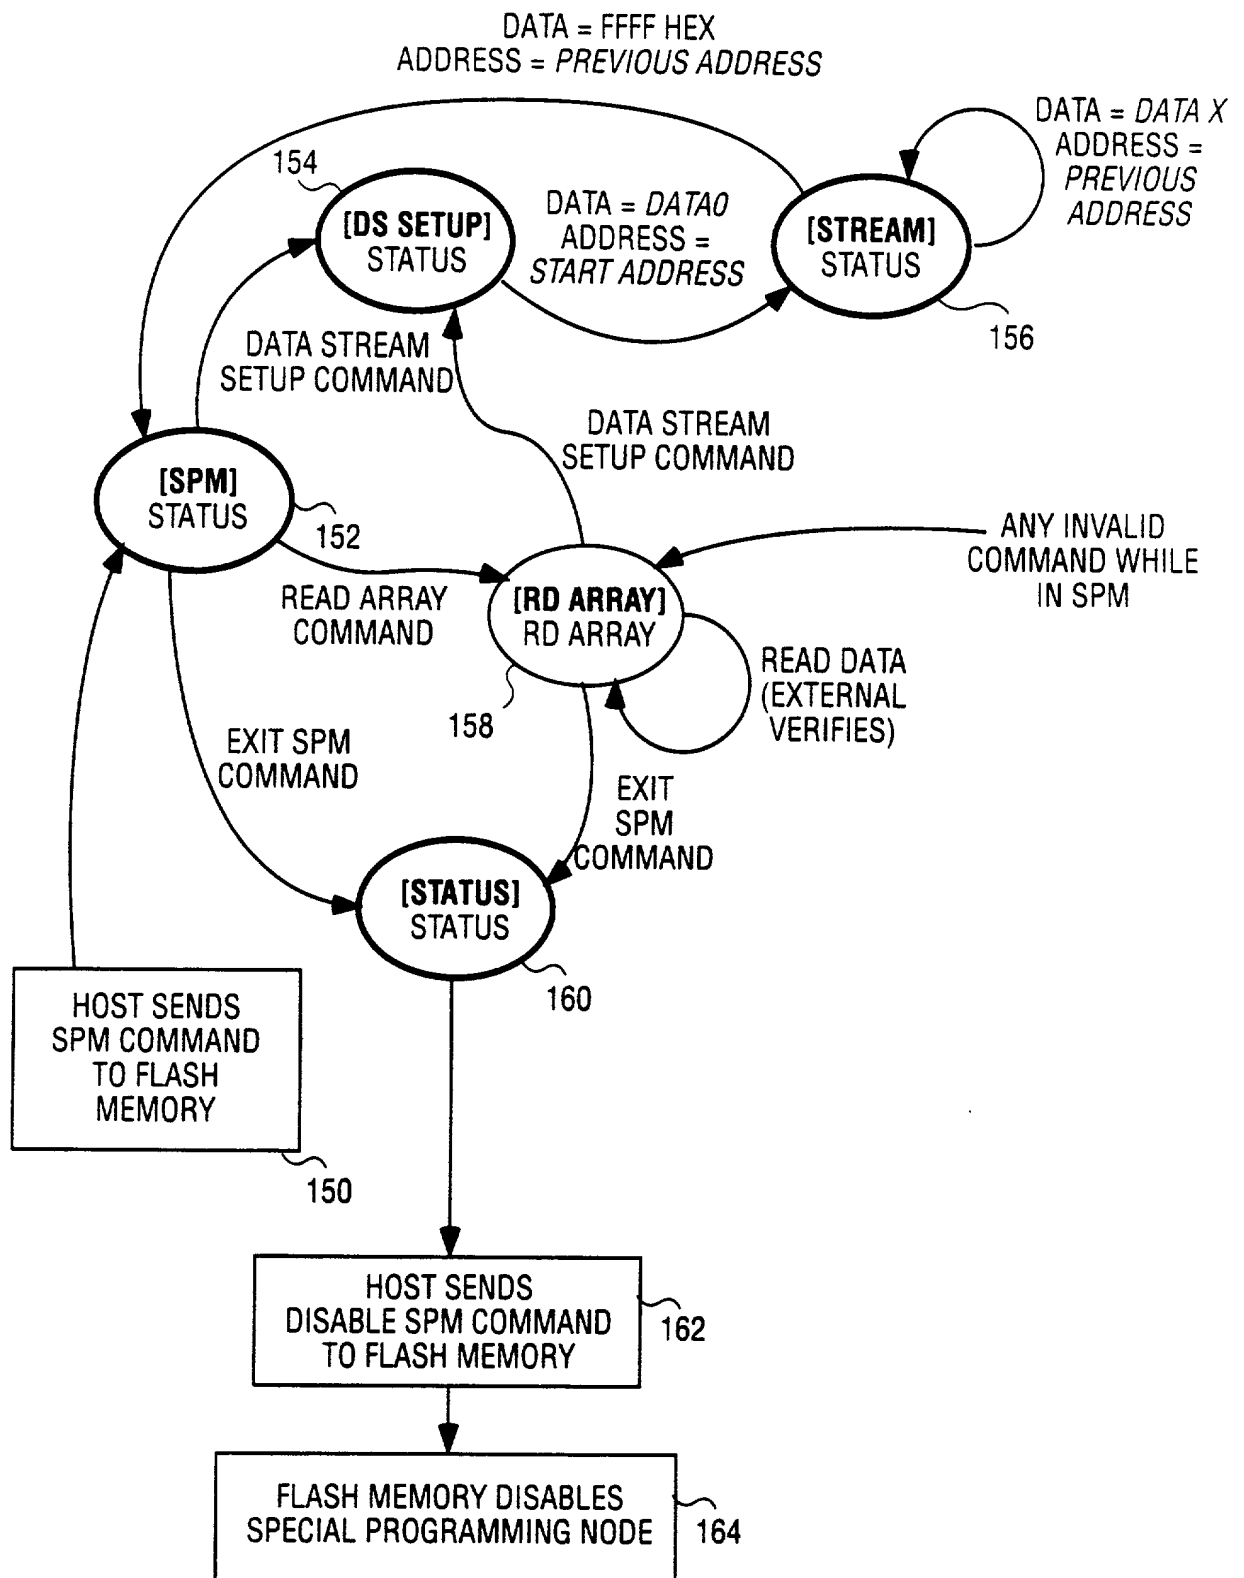 DATA = FFFF HEX
ADDRESS = PREVIOUS ADDRESS
DATA = DATA X
ADDRESS =
PREVIOUS
ADDRESS
154
[DS SETUP]
STATUS
DATA = DATA0
ADDRESS =
START ADDRESS
[STREAM]
STATUS
156
DATA STREAM
SETUP COMMAND
DATA STREAM
SETUP COMMAND
[SPM]
STATUS
152
READ ARRAY
COMMAND
[RD ARRAY]
RD ARRAY
158
ANY INVALID
COMMAND WHILE
IN SPM
READ DATA
(EXTERNAL
VERIFIES)
EXIT SPM
COMMAND
EXIT
SPM
COMMAND
[STATUS]
STATUS
160
HOST SENDS
SPM COMMAND
TO FLASH
MEMORY
150
HOST SENDS
DISABLE SPM COMMAND
TO FLASH MEMORY
162
FLASH MEMORY DISABLES
SPECIAL PROGRAMMING NODE
164